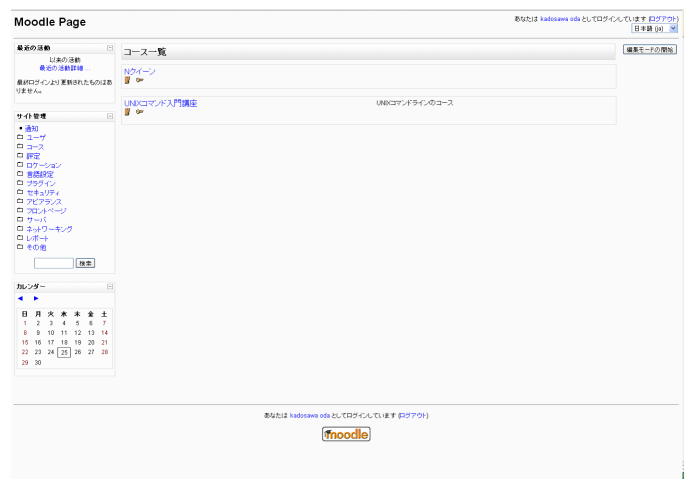 Moodle Page
あなたは kadosawa oda としてログインしています (ログアウト)
日本語 (ja)
最近の活動
以来の活動
最近の活動詳細 ...
最終ログインより更新されたものはありません。
サイト管理
通知
ユーザ
コース
評定
ロケーション
言語設定
プラグイン
セキュリティ
アピアランス
フロントページ
サーバ
ネットワーキング
レポート
その他
検索
カレンダー
日 月 火 水 木 金 土
1 2 3 4 5 6 7
8 9 10 11 12 13 14
15 16 17 18 19 20 21
22 23 24 25 26 27 28
29 30
コース一覧
編集モードの開始
Nクイーン
UNIXコマンド入門講座
UNIXコマンドラインのコース
あなたは kadosawa oda としてログインしています (ログアウト)
moodle